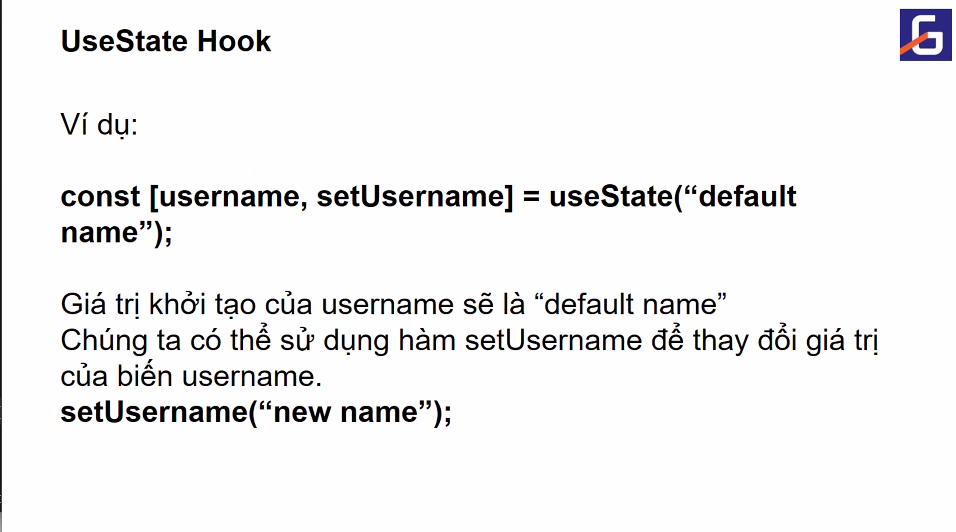 UseState Hook
Ví dụ:
const [username, setUsername] = useState(“default
name”);
Giá trị khởi tạo của username sẽ là “default name”
Chúng ta có thể sử dụng hàm setUsername để thay đổi giá trị
của biến username.
setUsername(“new name”);